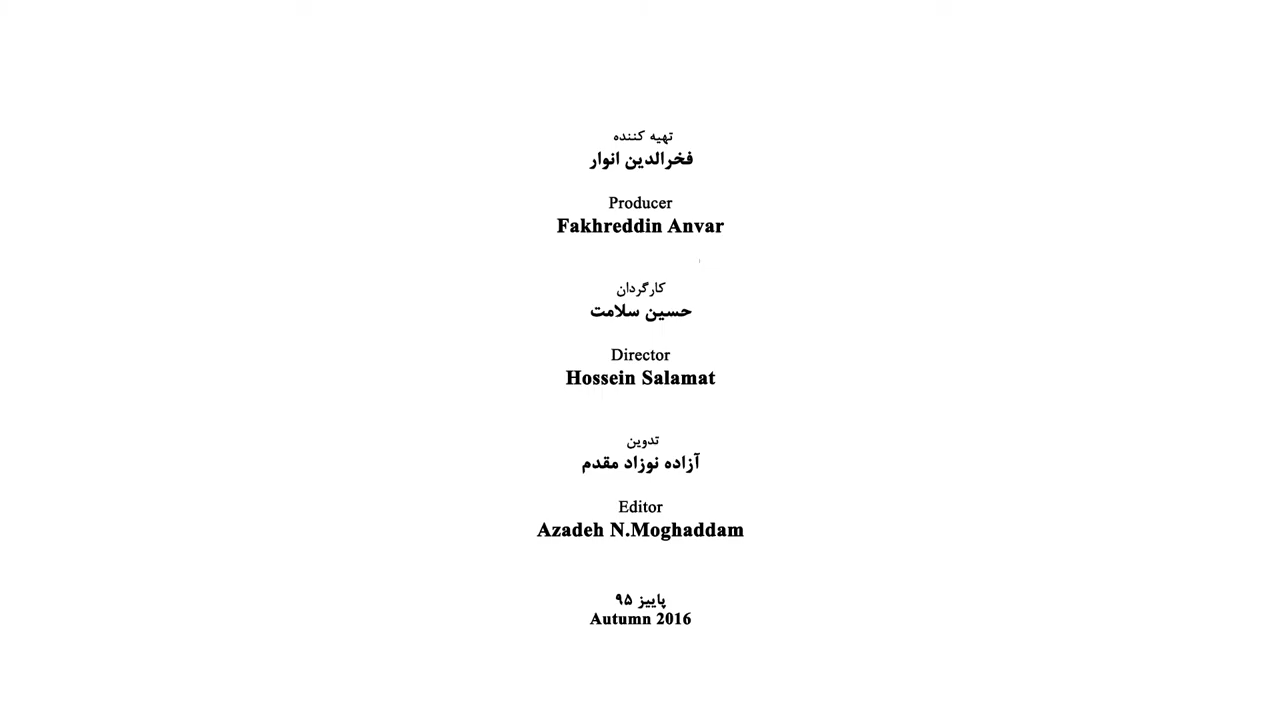 تهیه کننده
فخرالدین انوار
Producer
Fakhreddin Anvar
کارگردان
حسین سلامت
Director
Hossein Salamat
تدوین
آزاده نوزاد مقدم
Editor
Azadeh N.Moghaddam
پاییز ۹۵
Autumn 2016